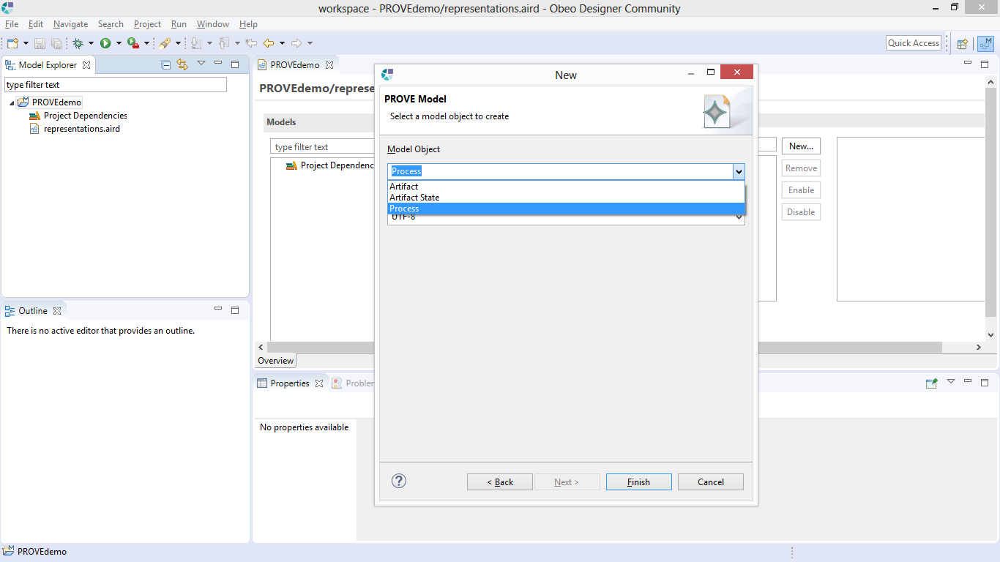 workspace - PROVEdemo/representations.aird - Obeo Designer Community
File Edit Navigate Search Project Run Window Help
Quick Access
Model Explorer
type filter text
PROVEdemo
Project Dependencies
representations.aird
Outline
There is no active editor that provides an outline.
PROVEdemo
PROVEdemo/represe
Models
type filter text
Project Dependenc
New...
Remove
Enable
Disable
Overview
New
PROVE Model
Select a model object to create
Model Object
Process
Artifact
Artifact State
Process
UTF-8
?
< Back
Next >
Finish
Cancel
Properties
Probler
No properties available
PROVEdemo